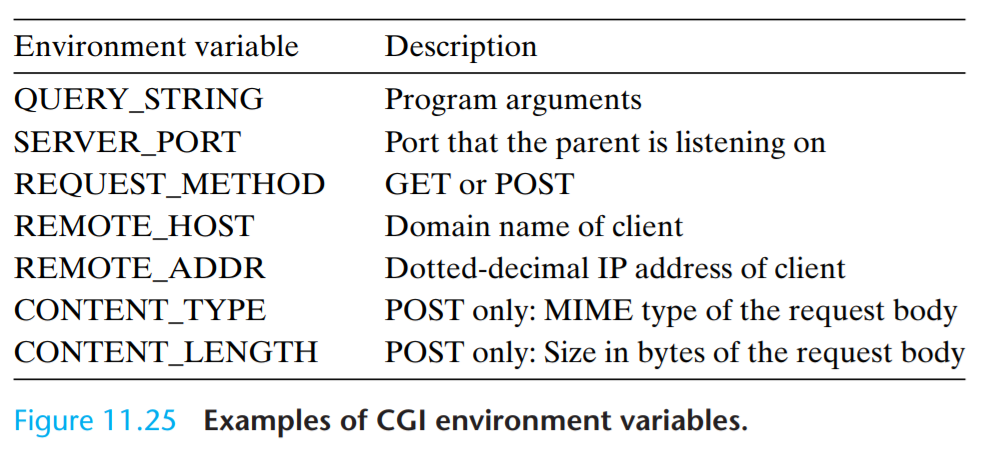 Environment variable Description
QUERY_STRING Program arguments
SERVER_PORT Port that the parent is listening on
REQUEST_METHOD GET or POST
REMOTE_HOST Domain name of client
REMOTE_ADDR Dotted-decimal IP address of client
CONTENT_TYPE POST only: MIME type of the request body
CONTENT_LENGTH POST only: Size in bytes of the request body
Figure 11.25 Examples of CGI environment variables.